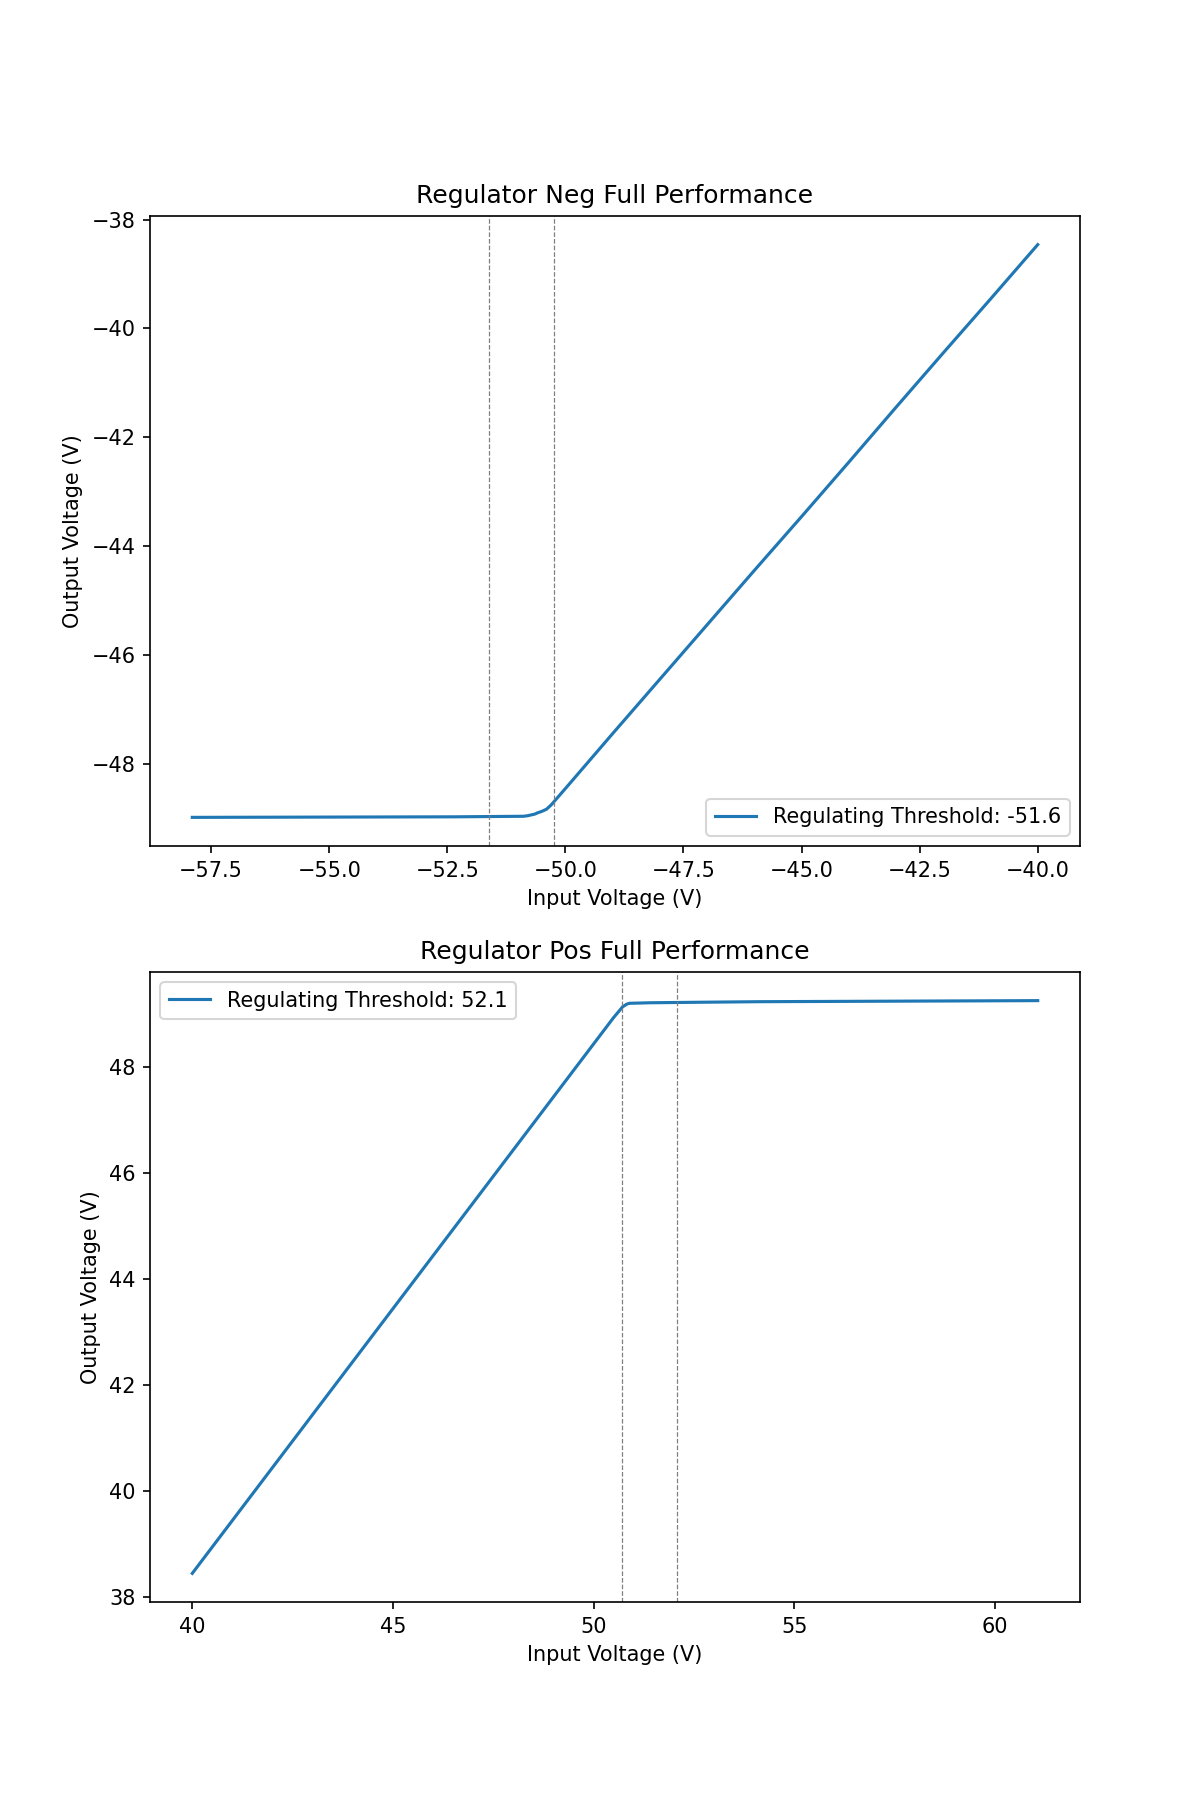 Regulator Neg Full Performance
−38
−40
−42
−44
−46
−48
Output Voltage (V)
Regulating Threshold: -51.6
−57.5 −55.0 −52.5 −50.0 −47.5 −45.0 −42.5 −40.0
Input Voltage (V)
Regulator Pos Full Performance
Regulating Threshold: 52.1
48
46
44
42
40
38
Output Voltage (V)
40 45 50 55 60
Input Voltage (V)